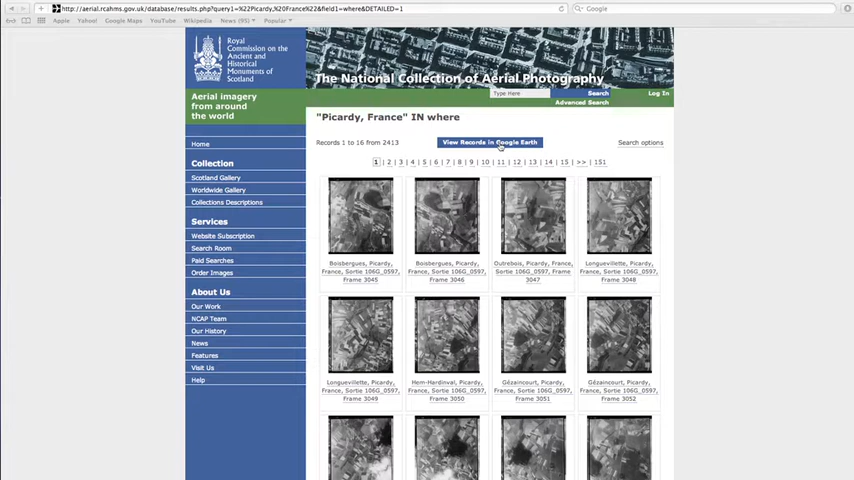 http://aerial.rcahms.gov.uk/database/results.php?query1=%22Picardy,%20France%22&field1=where&DETAILED=1
Google
Apple Yahoo! Google Maps YouTube Wikipedia News (95) Popular
Royal
Commission on the
Ancient and
Historical
Monuments of
Scotland
The National Collection of Aerial Photography
Aerial imagery
from around
the world
Type Here Search Log In
Advanced Search
"Picardy, France" IN where
Records 1 to 16 from 2413 View Records in Google Earth Search options
1 | 2 | 3 | 4 | 5 | 6 | 7 | 8 | 9 | 10 | 11 | 12 | 13 | 14 | 15 | >> | 151
Home
Collection
Scotland Gallery
Worldwide Gallery
Collections Descriptions
Services
Website Subscription
Search Room
Paid Searches
Order Images
About Us
Our Work
NCAP Team
Our History
News
Features
Visit Us
Help
Boisbergues, Picardy,
France, Sortie 106G_0597,
Frame 3045
Boisbergues, Picardy,
France, Sortie 106G_0597,
Frame 3046
Outrebois, Picardy, France,
Sortie 106G_0597, Frame
3047
Longuevillette, Picardy,
France, Sortie 106G_0597,
Frame 3048
Longuevillette, Picardy,
France, Sortie 106G_0597,
Frame 3049
Hem-Hardinval, Picardy,
France, Sortie 106G_0597,
Frame 3050
Gézaincourt, Picardy,
France, Sortie 106G_0597,
Frame 3051
Gézaincourt, Picardy,
France, Sortie 106G_0597,
Frame 3052